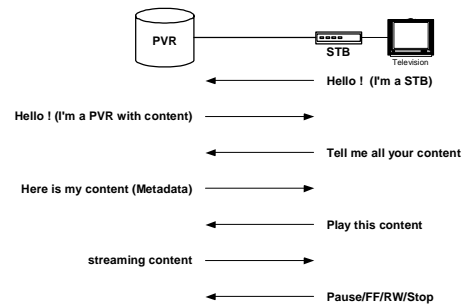 PVR
STB
Television
Hello ! (I'm a STB)
Hello ! (I'm a PVR with content)
Tell me all your content
Here is my content (Metadata)
Play this content
streaming content
Pause/FF/RW/Stop